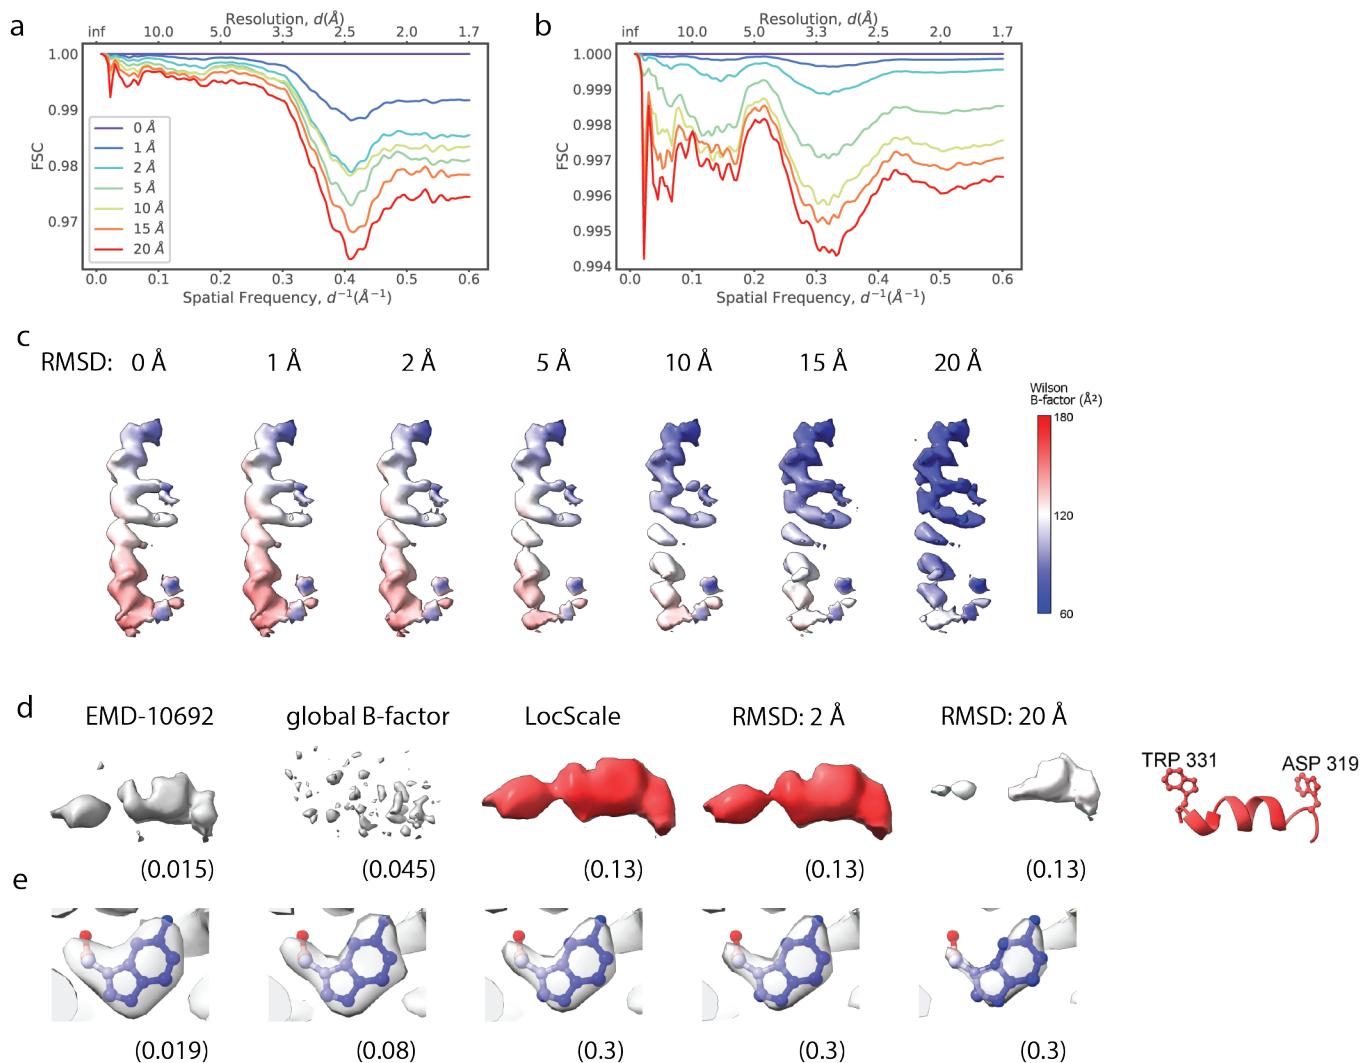 a
Resolution, d(Å)
inf 10.0 5.0 3.3 2.5 2.0 1.7
1.00
0.99
0.98
0.97
FSC
0 Å
1 Å
2 Å
5 Å
10 Å
15 Å
20 Å
0.0 0.1 0.2 0.3 0.4 0.5 0.6
Spatial Frequency, d⁻¹(Å⁻¹)
b
Resolution, d(Å)
inf 10.0 5.0 3.3 2.5 2.0 1.7
1.000
0.999
0.998
0.997
0.996
0.995
0.994
FSC
0.0 0.1 0.2 0.3 0.4 0.5 0.6
Spatial Frequency, d⁻¹(Å⁻¹)
c
RMSD: 0 Å 1 Å 2 Å 5 Å 10 Å 15 Å 20 Å
Wilson
B-factor (Å²)
180
120
60
d
EMD-10692 global B-factor LocScale RMSD: 2 Å RMSD: 20 Å
TRP 331 ASP 319
(0.015) (0.045) (0.13) (0.13) (0.13)
e
(0.019) (0.08) (0.3) (0.3) (0.3)